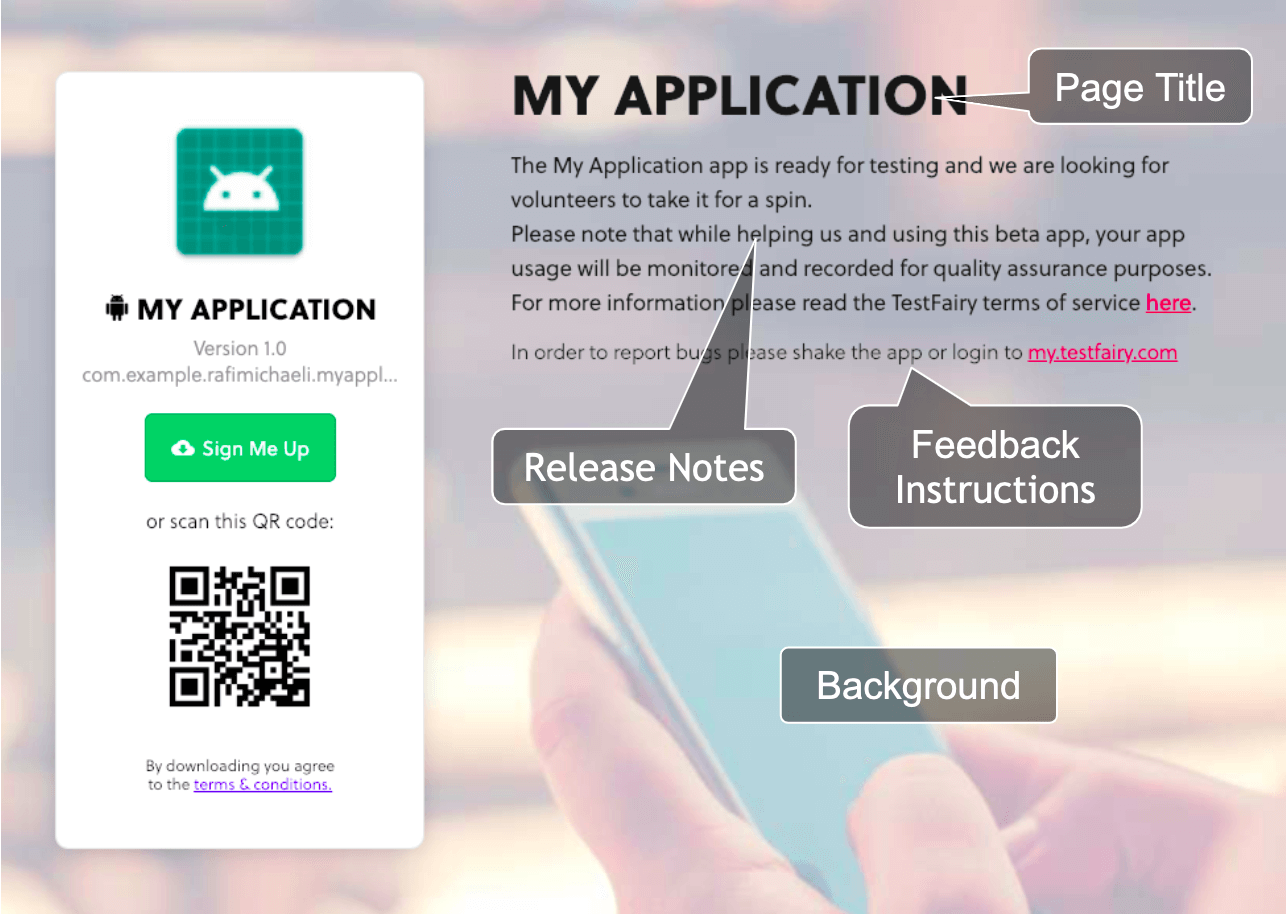 MY APPLICATION
Version 1.0
com.example.rafimichaeli.myappl...
Sign Me Up
or scan this QR code:
By downloading you agree
to the terms & conditions.
MY APPLICATION
Page Title
The My Application app is ready for testing and we are looking for
volunteers to take it for a spin.
Please note that while helping us and using this beta app, your app
usage will be monitored and recorded for quality assurance purposes.
For more information please read the TestFairy terms of service here.
In order to report bugs please shake the app or login to my.testfairy.com
Release Notes
Feedback
Instructions
Background